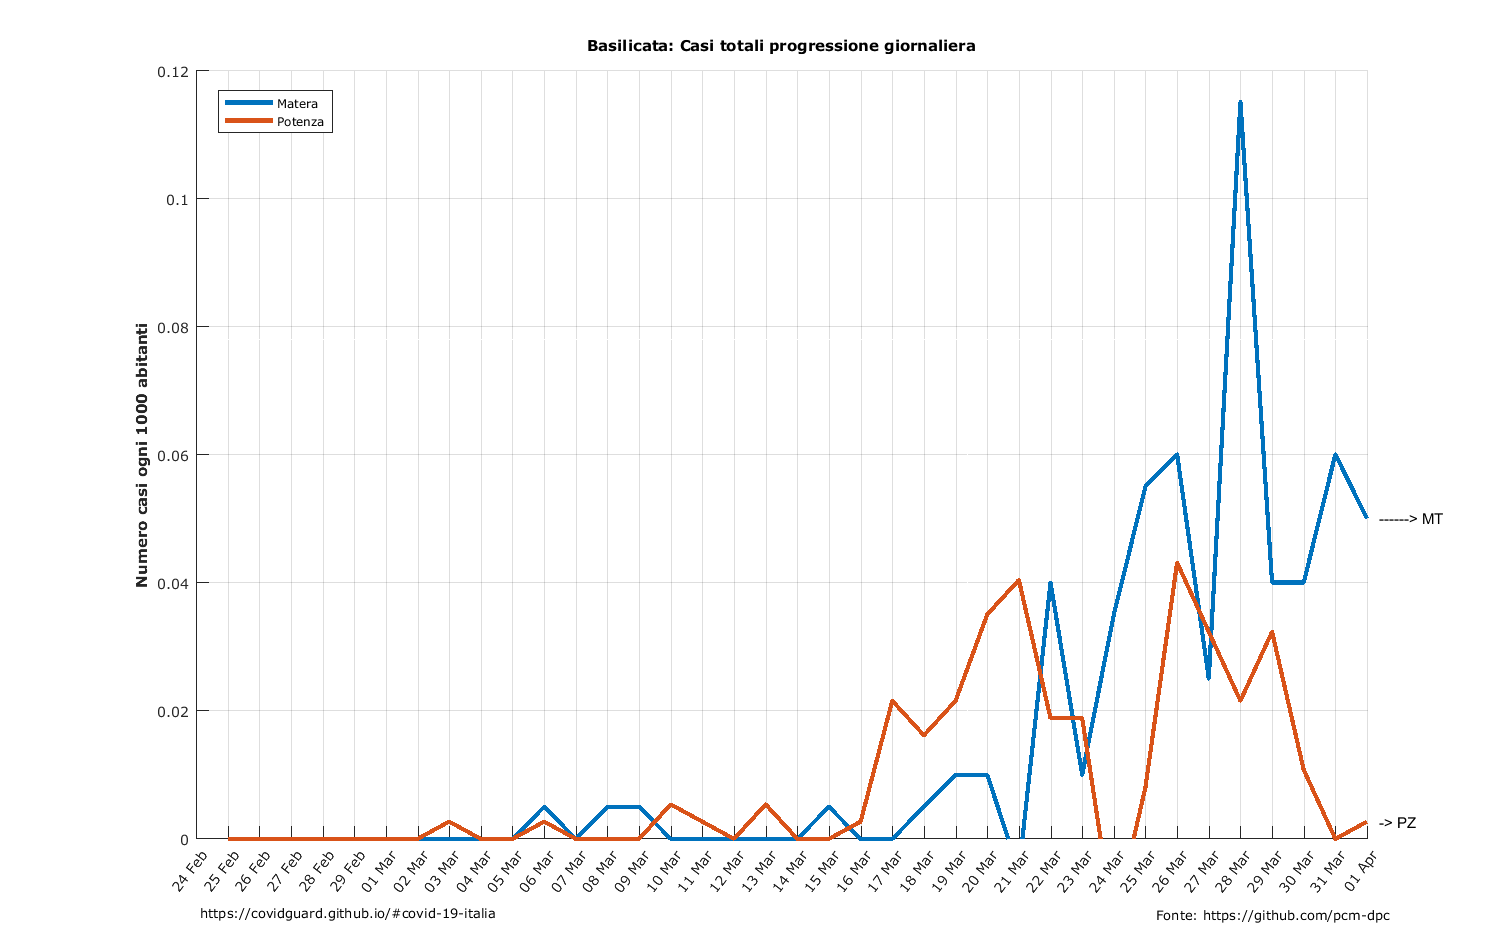 Basilicata: Casi totali progressione giornaliera
Matera
Potenza
Numero casi ogni 1000 abitanti
0.12
0.1
0.08
0.06
0.04
0.02
0
------> MT
-> PZ
24 Feb
25 Feb
26 Feb
27 Feb
28 Feb
29 Feb
01 Mar
02 Mar
03 Mar
04 Mar
05 Mar
06 Mar
07 Mar
08 Mar
09 Mar
10 Mar
11 Mar
12 Mar
13 Mar
14 Mar
15 Mar
16 Mar
17 Mar
18 Mar
19 Mar
20 Mar
21 Mar
22 Mar
23 Mar
24 Mar
25 Mar
26 Mar
27 Mar
28 Mar
29 Mar
30 Mar
31 Mar
01 Apr
https://covidguard.github.io/#covid-19-italia
Fonte: https://github.com/pcm-dpc